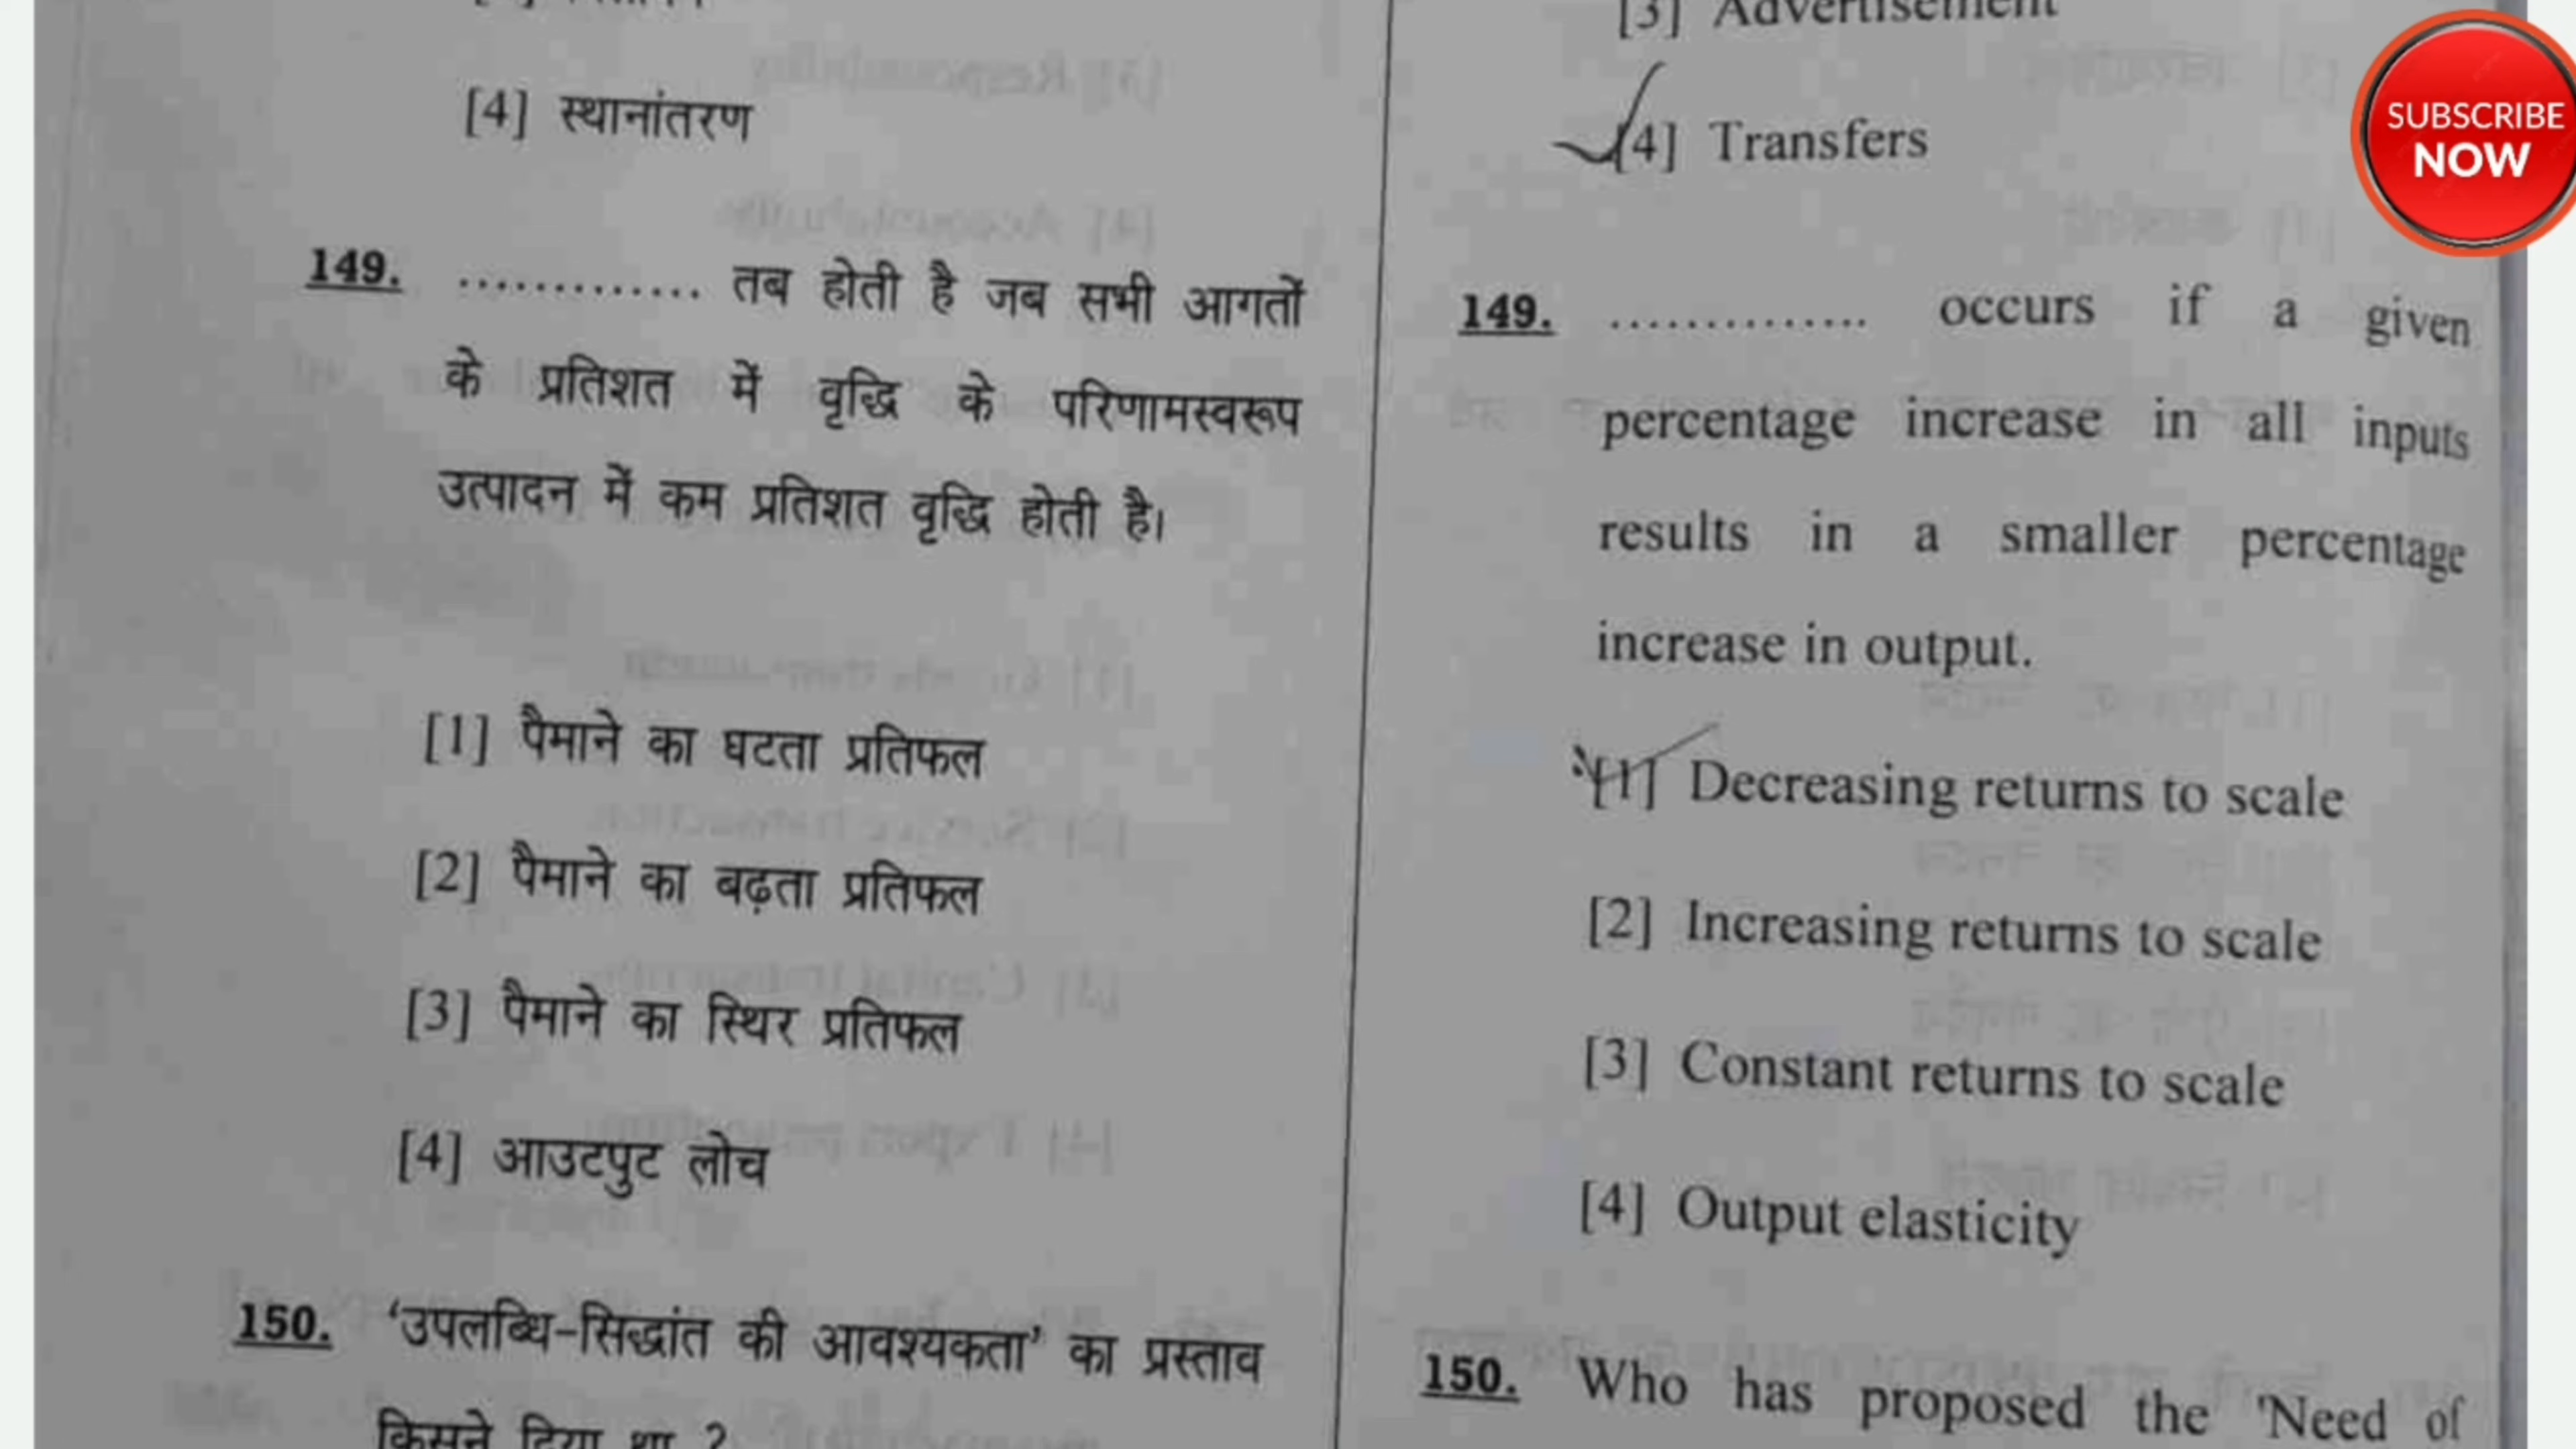 [4] स्थानांतरण
149. ............. तब होती है जब सभी आगतों
के प्रतिशत में वृद्धि के परिणामस्वरूप
उत्पादन में कम प्रतिशत वृद्धि होती है।
[1] पैमाने का घटता प्रतिफल
[2] पैमाने का बढ़ता प्रतिफल
[3] पैमाने का स्थिर प्रतिफल
[4] आउटपुट लोच
150. ‘उपलब्धि-सिद्धांत की आवश्यकता’ का प्रस्ताव
किसने दिया था ?
[3] Advertisement
[4] Transfers
149. .............. occurs if a given
percentage increase in all inputs
results in a smaller percentage
increase in output.
[1] Decreasing returns to scale
[2] Increasing returns to scale
[3] Constant returns to scale
[4] Output elasticity
150. Who has proposed the 'Need of
SUBSCRIBE
NOW